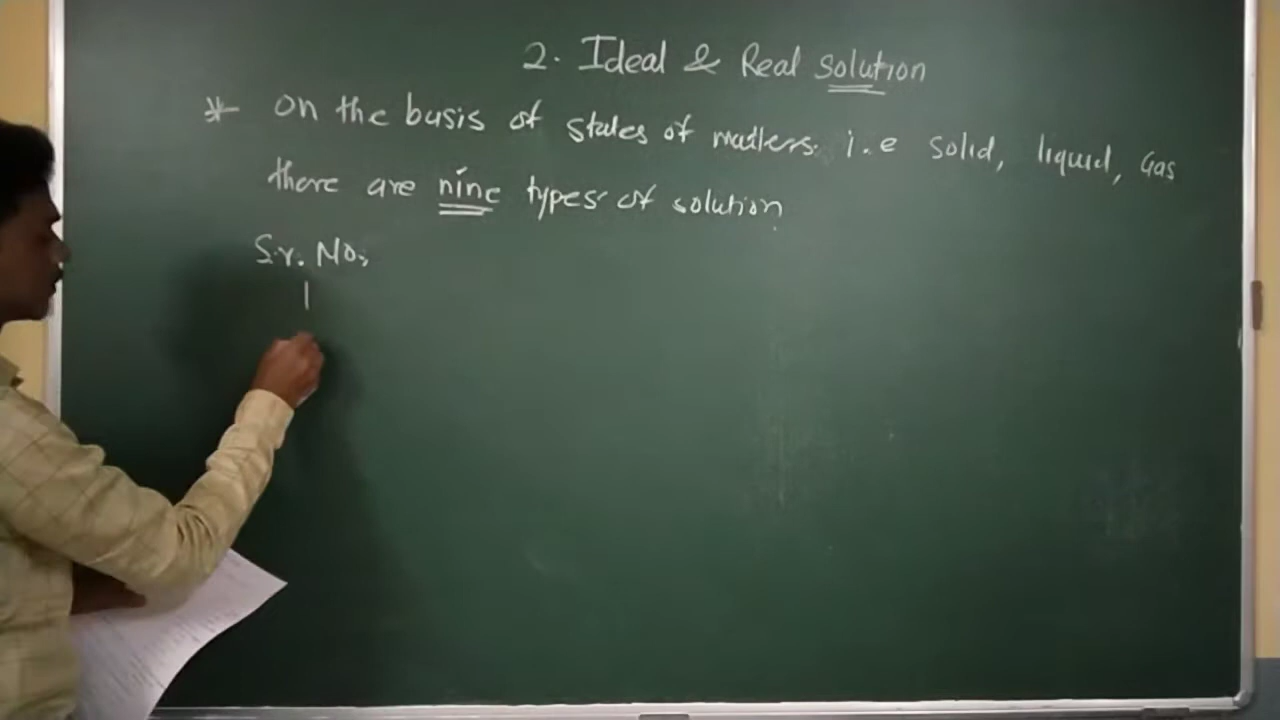 2. Ideal & Real solution
* On the basis of states of matters. i.e solid, liquid, Gas
there are nine types of solution
Sr. No.
1